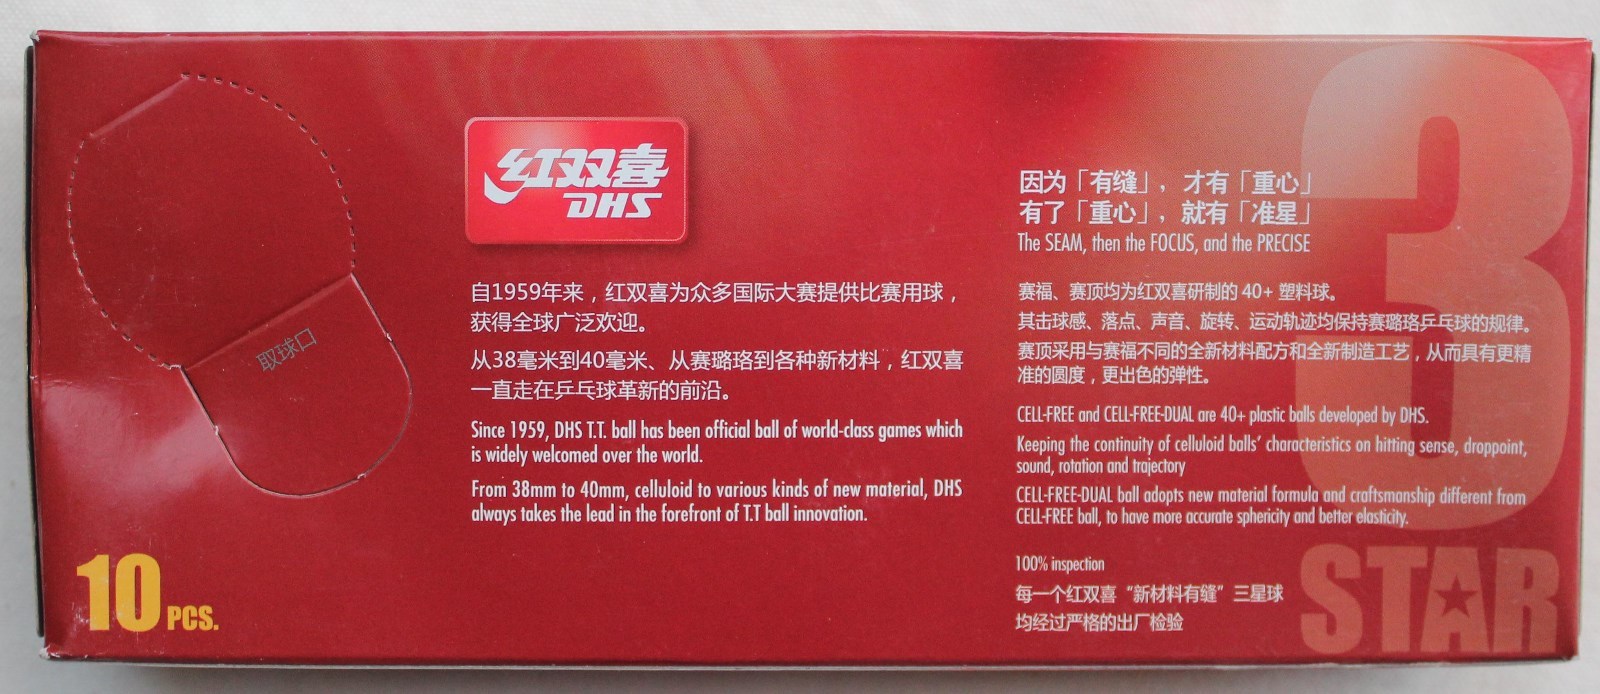 取球口
10 PCS.
红双喜
DHS
自1959年来，红双喜为众多国际大赛提供比赛用球，
获得全球广泛欢迎。
从38毫米到40毫米、从赛璐珞到各种新材料，红双喜
一直走在乒乓球革新的前沿。
Since 1959, DHS T.T. ball has been official ball of world-class games which
is widely welcomed over the world.
From 38mm to 40mm, celluloid to various kinds of new material, DHS
always takes the lead in the forefront of T.T ball innovation.
因为「有缝」，才有「重心」
有了「重心」，就有「准星」
The SEAM, then the FOCUS, and the PRECISE
赛福、赛顶均为红双喜研制的 40+ 塑料球。
其击球感、落点、声音、旋转、运动轨迹均保持赛璐珞乒乓球的规律。
赛顶采用与赛福不同的全新材料配方和全新制造工艺，从而具有更精
准的圆度，更出色的弹性。
CELL-FREE and CELL-FREE-DUAL are 40+ plastic balls developed by DHS.
Keeping the continuity of celluloid balls' characteristics on hitting sense, droppoint,
sound, rotation and trajectory
CELL-FREE-DUAL ball adopts new material formula and craftsmanship different from
CELL-FREE ball, to have more accurate sphericity and better elasticity.
100% inspection
每一个红双喜“新材料有缝”三星球
均经过严格的出厂检验
3
STAR